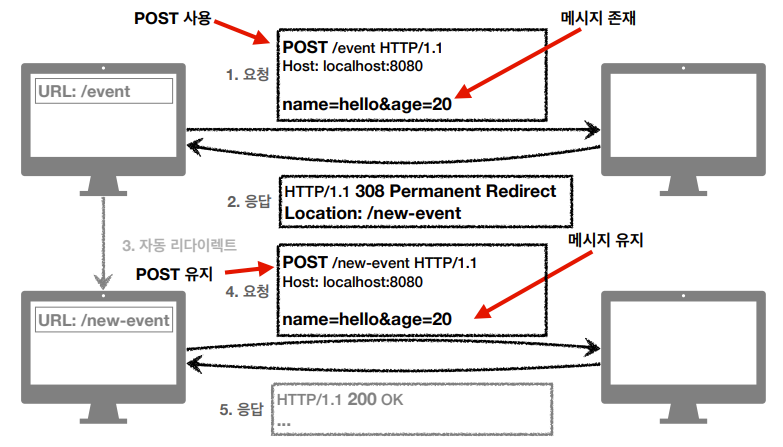 POST 사용
메시지 존재
POST /event HTTP/1.1
1. 요청
Host: localhost:8080
URL: /event
name=hello&age=20
HTTP/1.1 308 Permanent Redirect
2. 응답
Location: /new-event
3. 자동 리다이렉트
메시지 유지
POST 유지
POST /new-event HTTP/1.1
4. 요청
Host: localhost:8080
URL: /new-event
name=hello&age=20
5. 응답
HTTP/1.1 200 OK
...